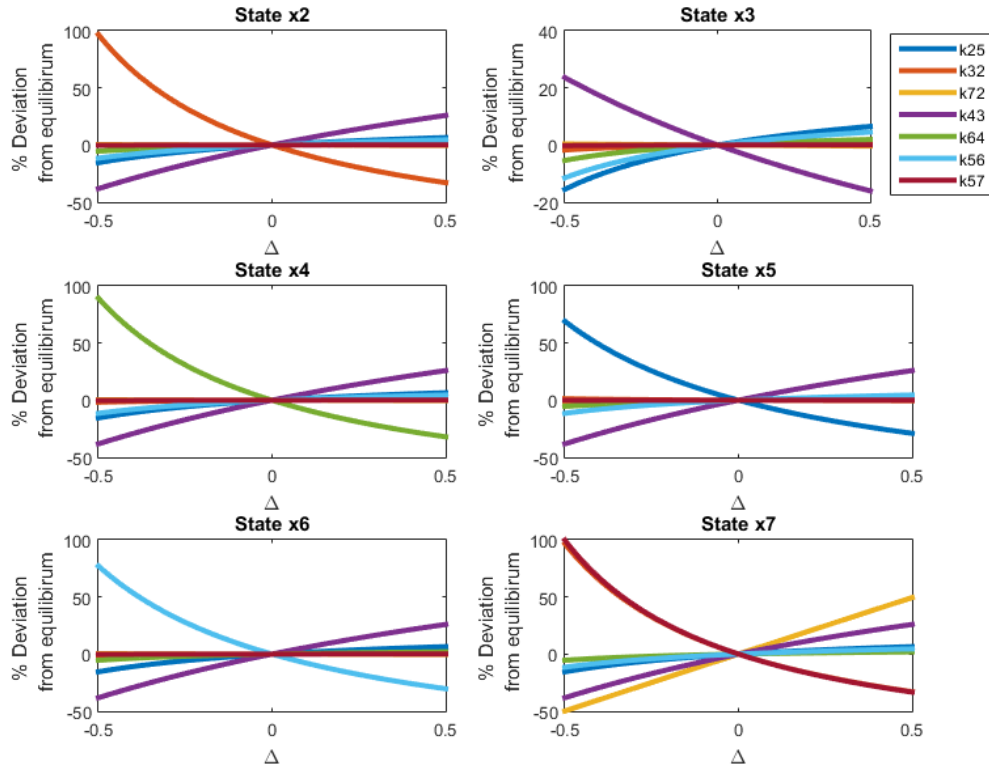 State x2
State x3
100
50
0
-50
-0.5
0
0.5
% Deviation
from equilibirum
Δ
40
20
0
-20
-0.5
0
0.5
% Deviation
from equilibirum
Δ
k25
k32
k72
k43
k64
k56
k57
State x4
State x5
100
50
0
-50
-0.5
0
0.5
% Deviation
from equilibirum
Δ
100
50
0
-50
-0.5
0
0.5
% Deviation
from equilibirum
Δ
State x6
State x7
100
50
0
-50
-0.5
0
0.5
% Deviation
from equilibirum
Δ
100
50
0
-50
-0.5
0
0.5
% Deviation
from equilibirum
Δ